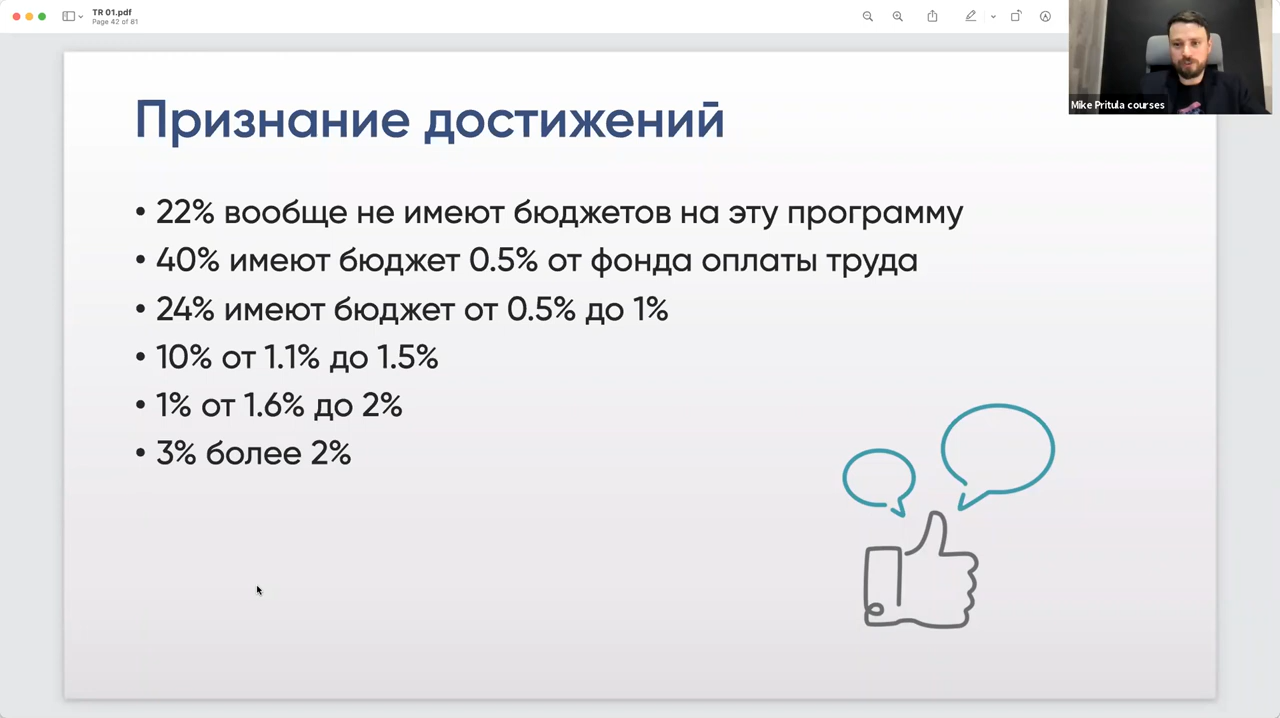 TR 01.pdf
Page 42 of 81
Mike Pritula courses
Признание достижений
• 22% вообще не имеют бюджетов на эту программу
• 40% имеют бюджет 0.5% от фонда оплаты труда
• 24% имеют бюджет от 0.5% до 1%
• 10% от 1.1% до 1.5%
• 1% от 1.6% до 2%
• 3% более 2%